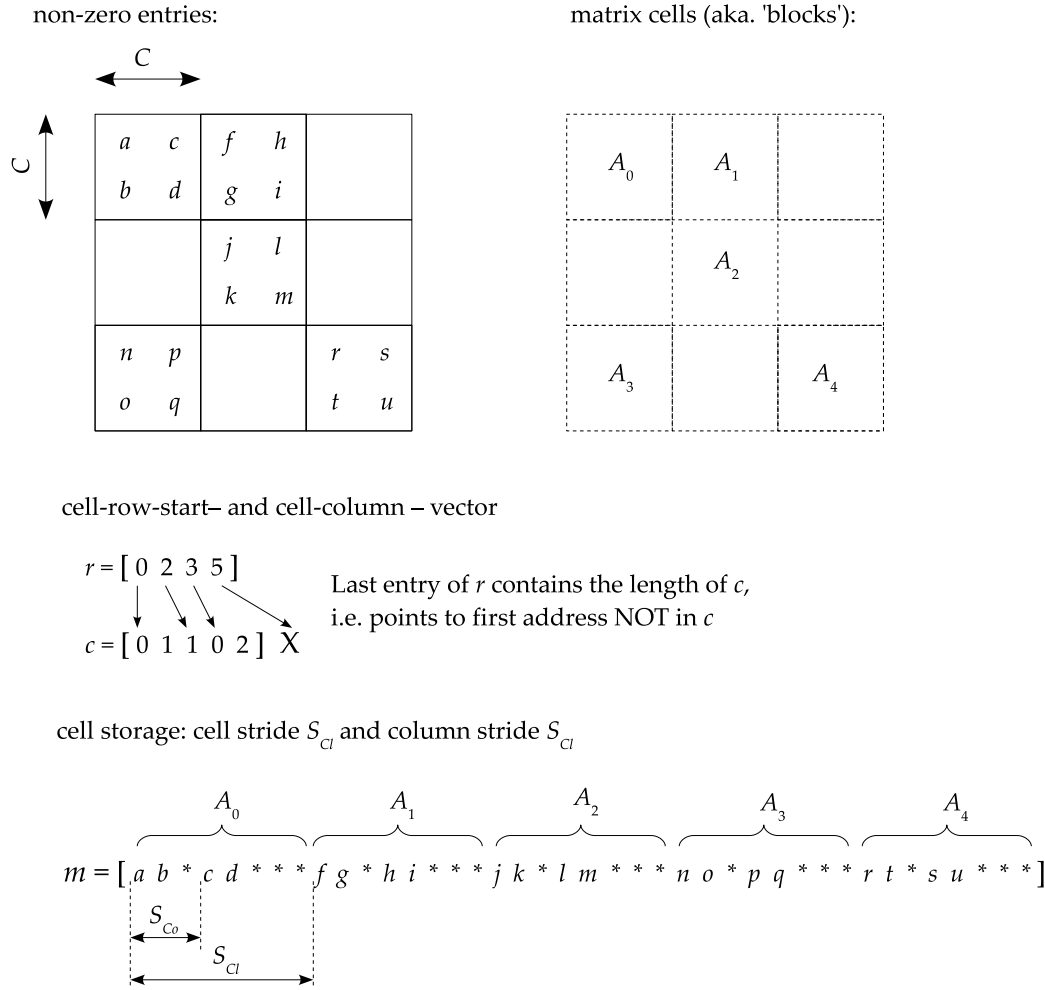 non-zero entries:
matrix cells (aka. 'blocks'):
C
C
a c f h
b d g i
j l
k m
n p r s
o q t u
A0 A1
A2
A3 A4
cell-row-start– and cell-column – vector
r = [ 0 2 3 5 ]
c = [ 0 1 1 0 2 ] X
Last entry of r contains the length of c,
i.e. points to first address NOT in c
cell storage: cell stride SCl and column stride SCl
A0 A1 A2 A3 A4
m = [ a b * c d * * * f g * h i * * * j k * l m * * * n o * p q * * * r t * s u * * * ]
SCo
SCl